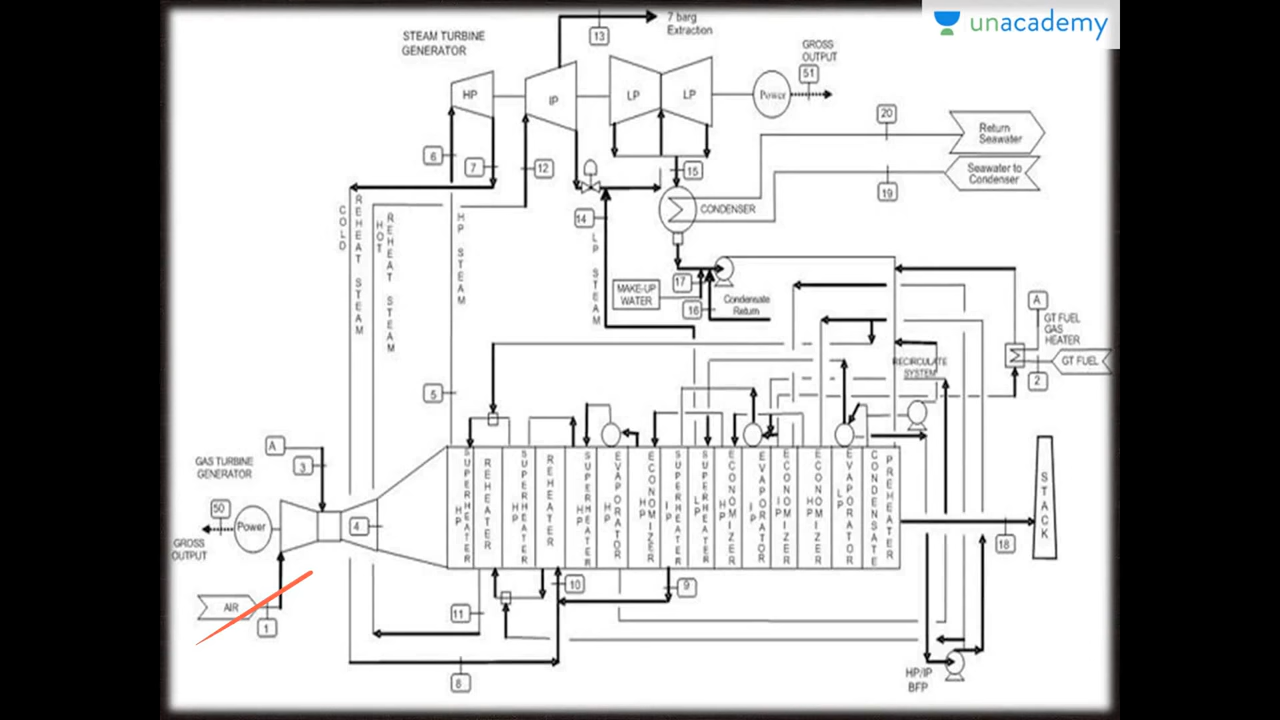 unacademy
7 barg
Extraction
13
STEAM TURBINE
GENERATOR
GROSS
OUTPUT
51
HP
IP
LP
LP
Power
20
Return
Seawater
6
7
12
15
Seawater to
Condenser
19
CONDENSER
14
COLD
REHEAT STEAM
HOT
REHEAT STEAM
HP STEAM
LP STEAM
17
MAKE-UP
WATER
16
Condensate
Return
A
GT FUEL
GAS
HEATER
GT FUEL
2
RECIRCULATE
SYSTEM
5
A
3
GAS TURBINE
GENERATOR
50
Power
4
GROSS
OUTPUT
AIR
1
SUPERHEATER HP
REHEATER
SUPERHEATER HP
REHEATER
SUPERHEATER HP
EVAPORATOR HP
ECONOMIZER HP
SUPERHEATER IP
SUPERHEATER LP
ECONOMIZER HP
EVAPORATOR IP
ECONOMIZER IP
ECONOMIZER HP
EVAPORATOR LP
CONDENSATE
PREHEATER
STACK
18
10
9
11
8
HP/IP
BFP